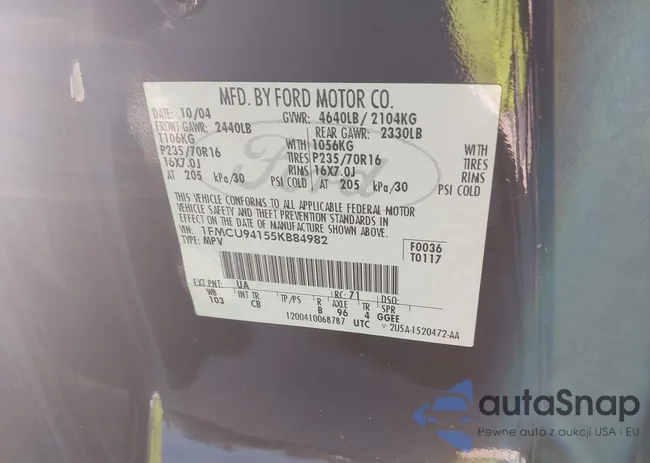 MFD. BY FORD MOTOR CO.
DATE: 10/04 GVWR: 4640LB/ 2104KG
FRONT GAWR: 2440LB REAR GAWR: 2330LB
1106KG WITH 1056KG WITH
P235/70R16 TIRES P235/70R16 TIRES
16X7.0J RIMS 16X7.0J RIMS
AT 205 kPa/30 PSI COLD AT 205 kPa/30 PSI COLD
THIS VEHICLE CONFORMS TO ALL APPLICABLE FEDERAL MOTOR
VEHICLE SAFETY AND THEFT PREVENTION STANDARDS IN
EFFECT ON THE DATE OF MANUFACTURE SHOWN ABOVE.
VIN: 1FMCU94155KB84982
TYPE: MPV
F0036
T0117
EXT PNT: UA RC: 71 DSO:
WB INT TR TP/PS R AXLE TR SPR
103 CB B 96 4 GGEE
1200410068787 UTC
2U5A-1520472-AA
Ford
autoSnap
Pewne auto z aukcji USA i EU